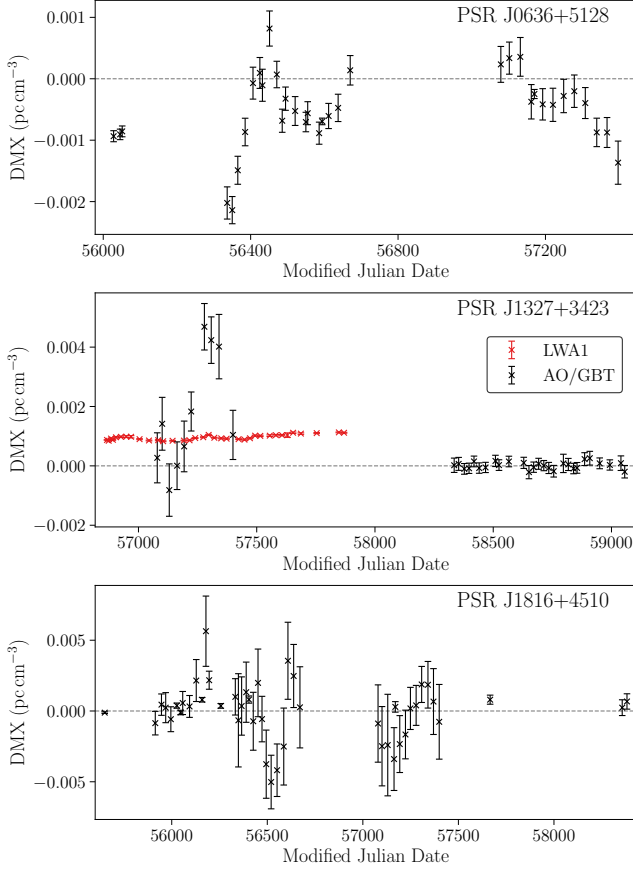 PSR J0636+5128
0.001
0.000
−0.001
−0.002
DMX (pc cm−3)
56000 56400 56800 57200
Modified Julian Date
PSR J1327+3423
LWA1
AO/GBT
0.004
0.002
0.000
−0.002
DMX (pc cm−3)
57000 57500 58000 58500 59000
Modified Julian Date
PSR J1816+4510
0.005
0.000
−0.005
DMX (pc cm−3)
56000 56500 57000 57500 58000
Modified Julian Date